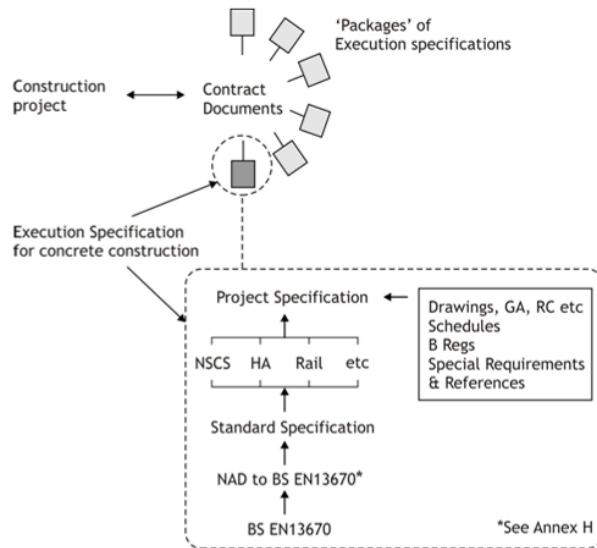 'Packages' of
Execution specifications
Construction
project
Contract
Documents
Execution Specification
for concrete construction
Project Specification
Drawings, GA, RC etc
Schedules
B Regs
Special Requirements
& References
NSCS HA Rail etc
Standard Specification
NAD to BS EN13670*
BS EN13670
*See Annex H